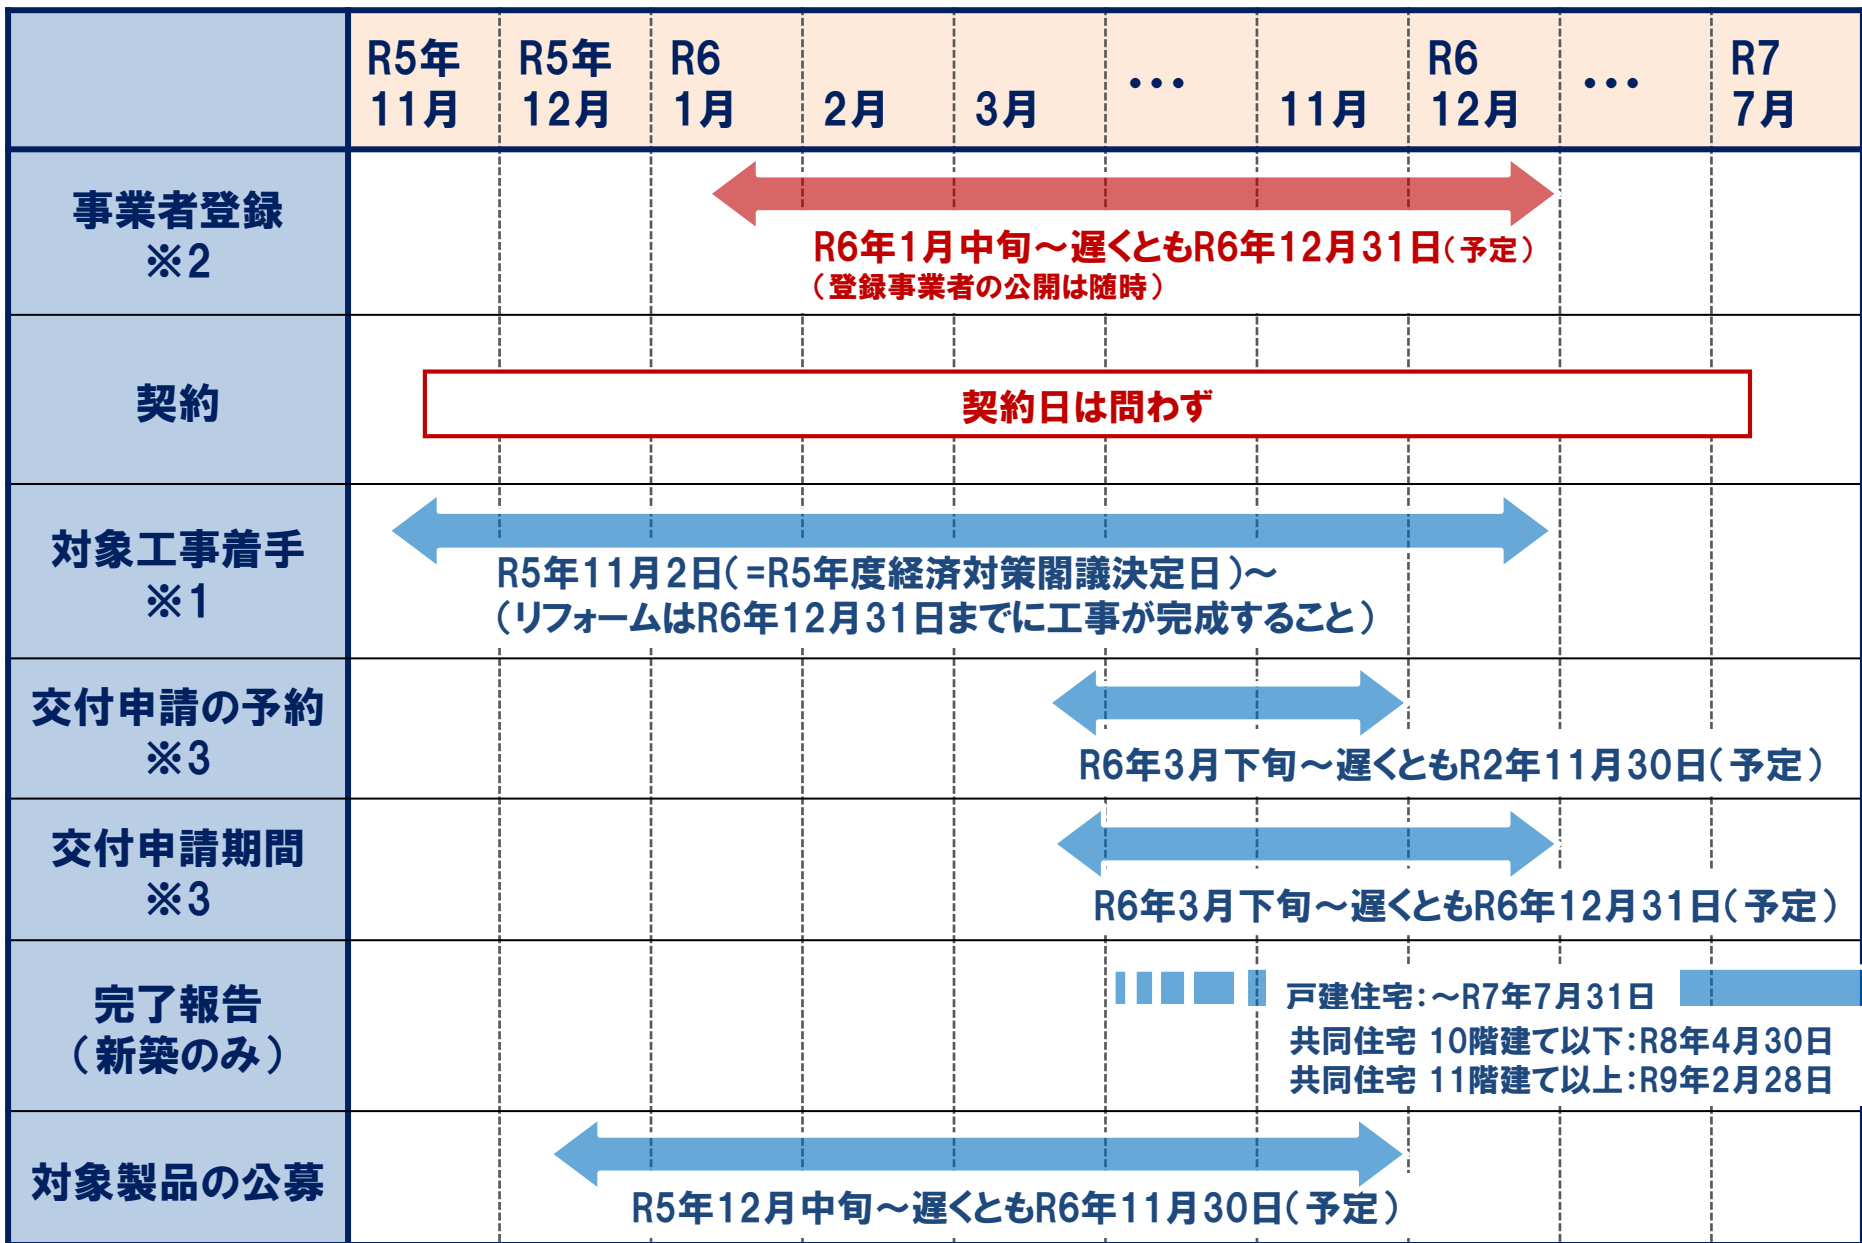 R5年
11月
R5年
12月
R6
1月
2月
3月
…
11月
R6
12月
…
R7
7月
事業者登録
※2
R6年1月中旬～遅くともR6年12月31日(予定)
(登録事業者の公開は随時)
契約
契約日は問わず
対象工事着手
※1
R5年11月2日(=R5年度経済対策閣議決定日)～
(リフォームはR6年12月31日までに工事が完成すること)
交付申請の予約
※3
R6年3月下旬～遅くともR2年11月30日(予定)
交付申請期間
※3
R6年3月下旬～遅くともR6年12月31日(予定)
完了報告
(新築のみ)
戸建住宅:～R7年7月31日
共同住宅 10階建て以下:R8年4月30日
共同住宅 11階建て以上:R9年2月28日
対象製品の公募
R5年12月中旬～遅くともR6年11月30日(予定)